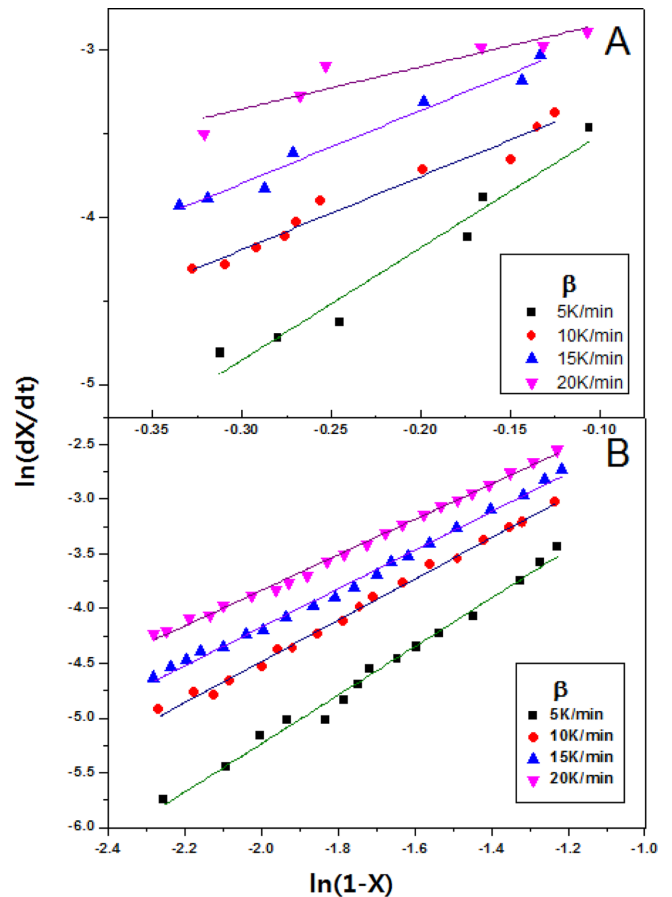 A
-3
-4
-5
β
5K/min
10K/min
15K/min
20K/min
-0.35 -0.30 -0.25 -0.20 -0.15 -0.10
ln(dX/dt)
B
-2.5
-3.0
-3.5
-4.0
-4.5
-5.0
-5.5
-6.0
β
5K/min
10K/min
15K/min
20K/min
-2.4 -2.2 -2.0 -1.8 -1.6 -1.4 -1.2 -1.0
ln(1-X)